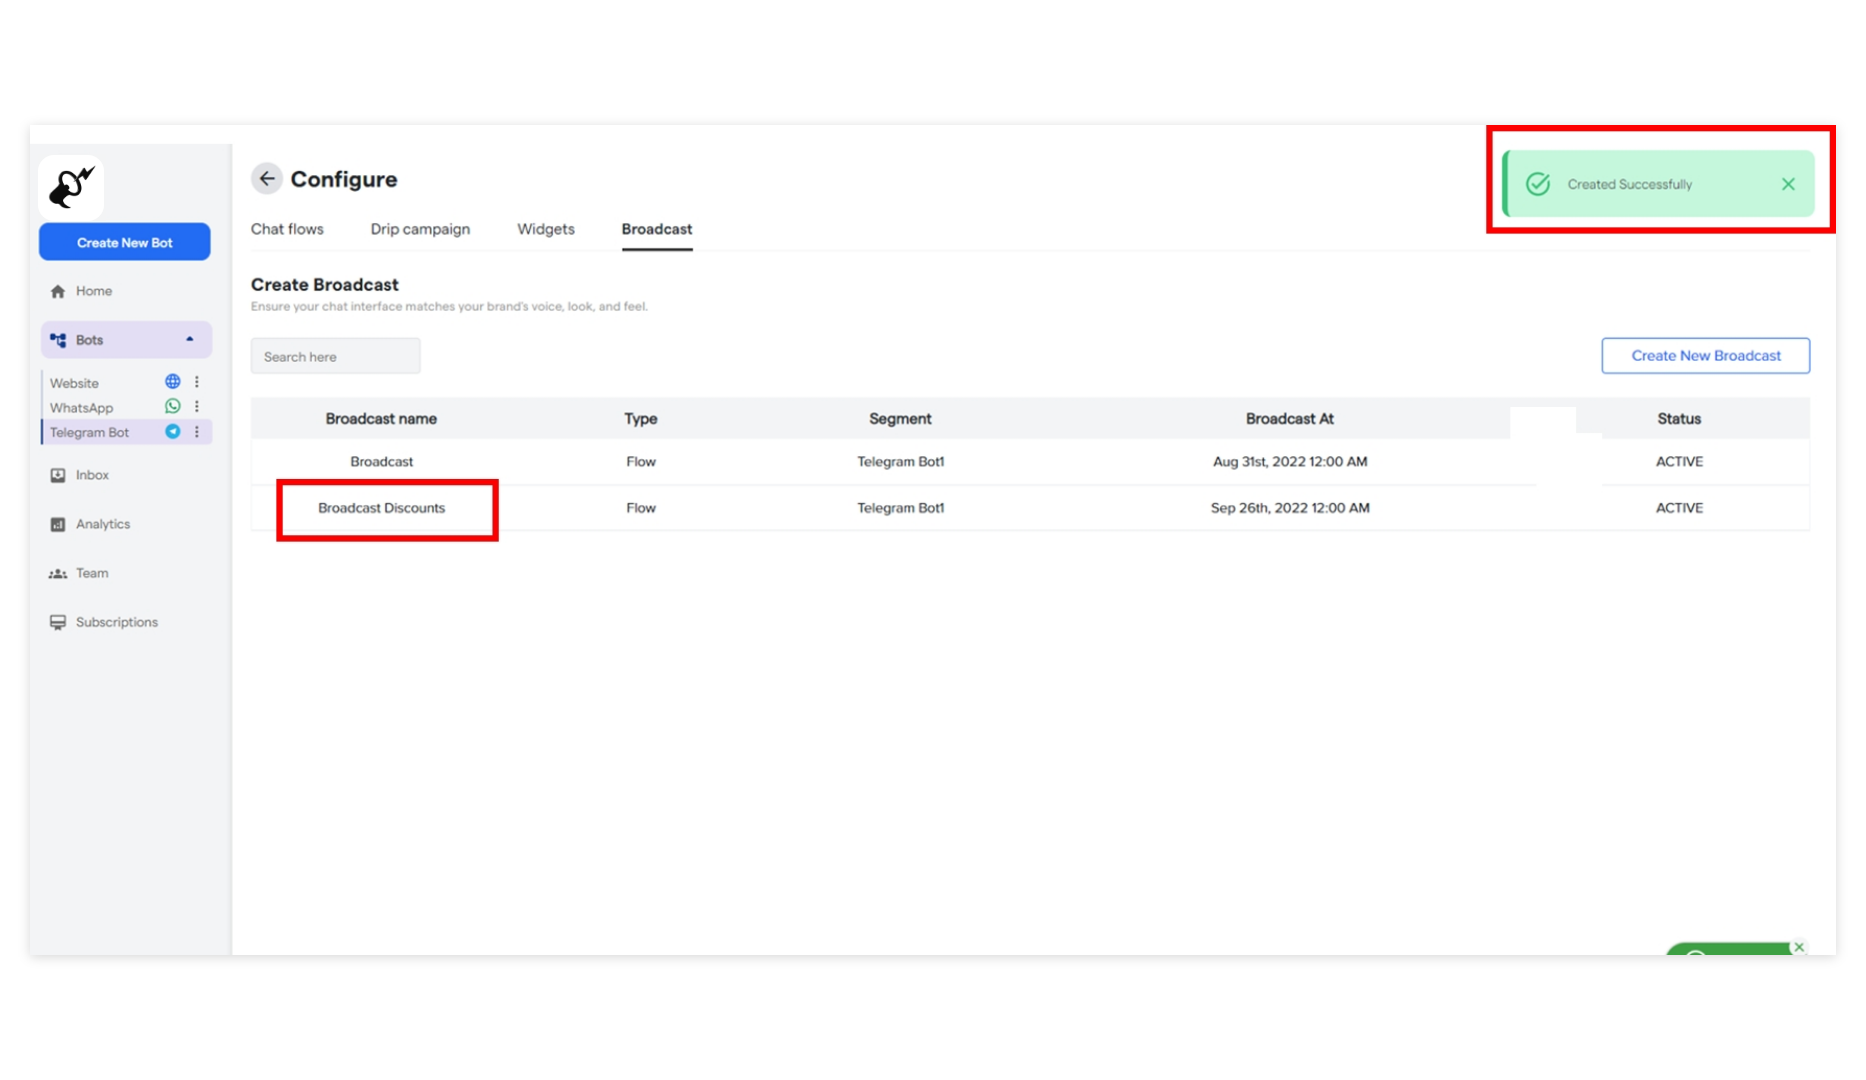 Configure
Created Successfully
Create New Bot
Chat flows Drip campaign Widgets Broadcast
Home
Create Broadcast
Ensure your chat interface matches your brand's voice, look, and feel.
Bots
Search here
Create New Broadcast
Website
WhatsApp
Telegram Bot
Inbox
Analytics
Team
Subscriptions
Broadcast name Type Segment Broadcast At Status
Broadcast Flow Telegram Bot1 Aug 31st, 2022 12:00 AM ACTIVE
Broadcast Discounts Flow Telegram Bot1 Sep 26th, 2022 12:00 AM ACTIVE